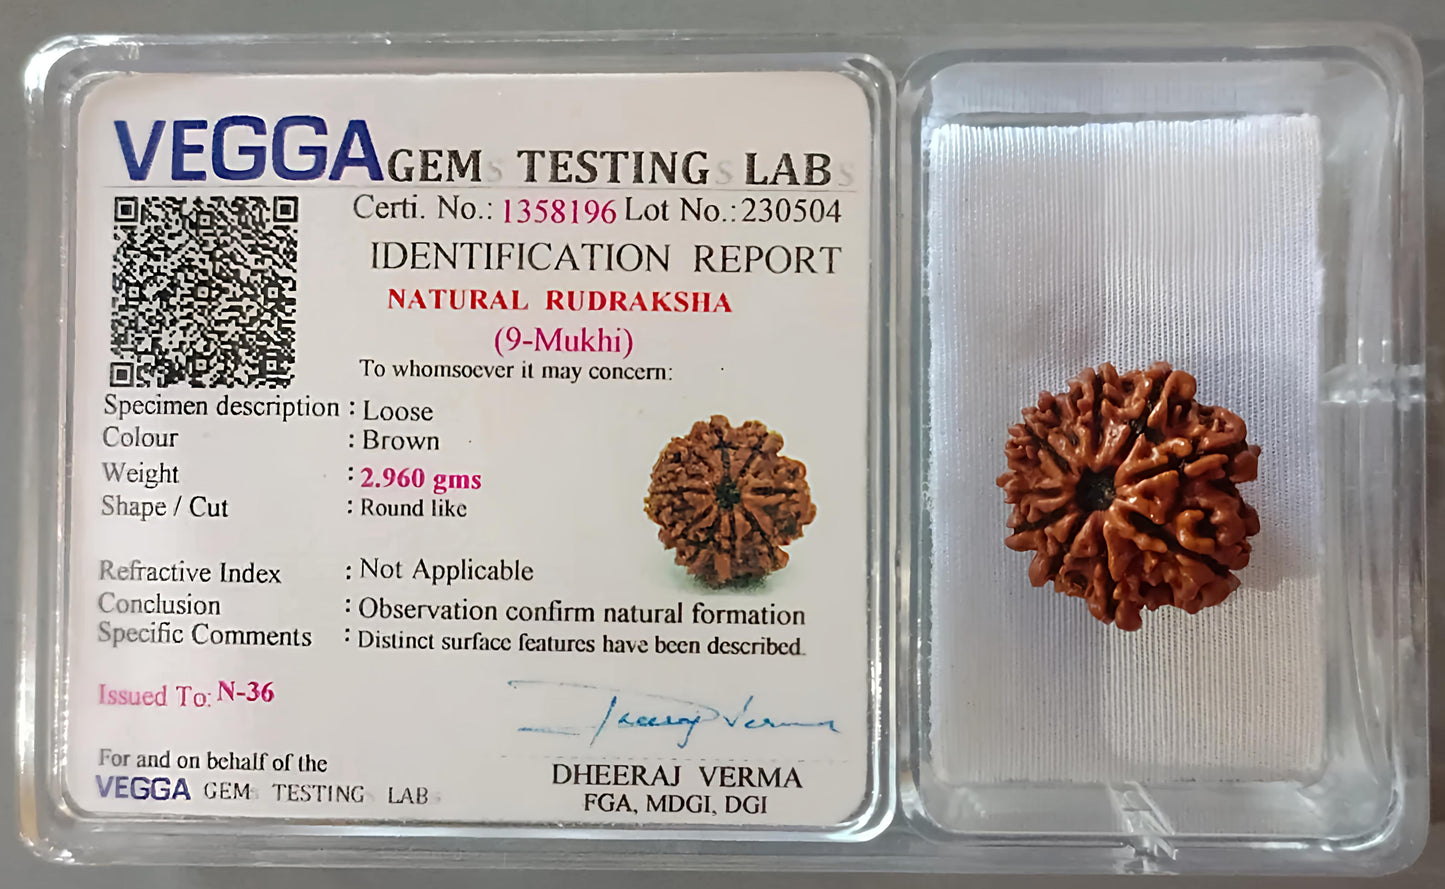 VEGGA GEM TESTING LAB
Certi. No.: 1358196 Lot No.:230504
IDENTIFICATION REPORT
NATURAL RUDRAKSHA
(9-Mukhi)
To whomsoever it may concern:
Specimen description : Loose
Colour : Brown
Weight : 2.960 gms
Shape / Cut : Round like
Refractive Index : Not Applicable
Conclusion : Observation confirm natural formation
Specific Comments : Distinct surface features have been described.
Issued To: N-36
Dheeraj Verma
For and on behalf of the
VEGGA GEM TESTING LAB
DHEERAJ VERMA
FGA, MDGI, DGI